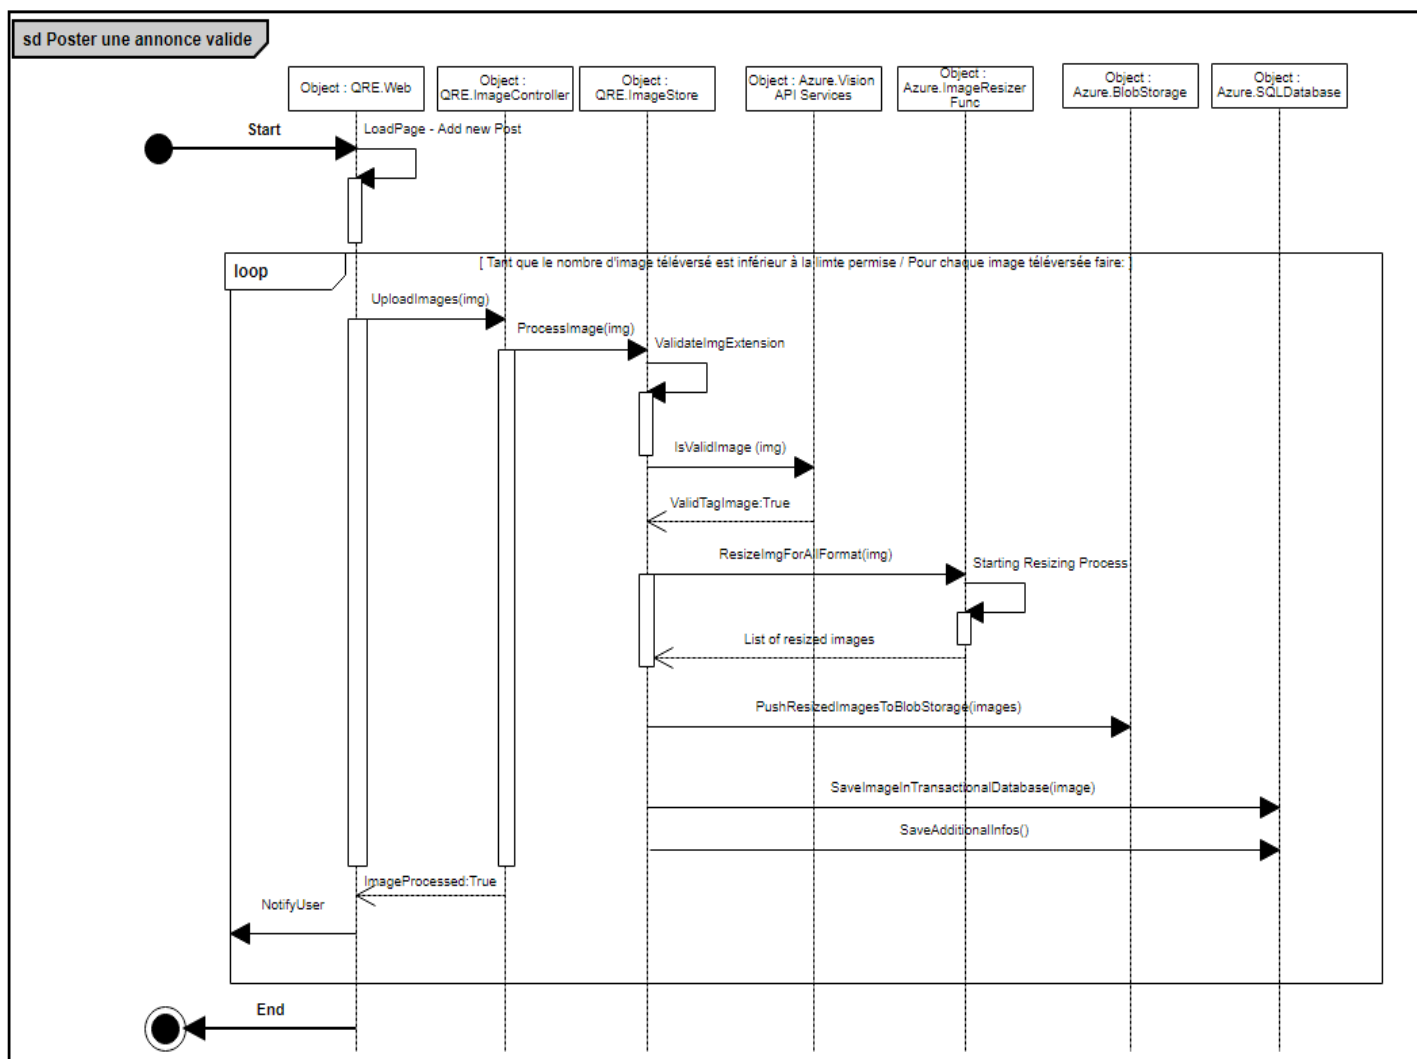 sd Poster une annonce valide
Object : QRE.Web
Object :
QRE.ImageController
Object :
QRE.ImageStore
Object : Azure.Vision
API Services
Object :
Azure.ImageResizer
Func
Object :
Azure.BlobStorage
Object :
Azure.SQLDatabase
Start
LoadPage - Add new Post
loop
[ Tant que le nombre d'image téléversé est inférieur à la limte permise / Pour chaque image téléversée faire: ]
UploadImages(img)
ProcessImage(img)
ValidateImgExtension
IsValidImage (img)
ValidTagImage:True
ResizeImgForAllFormat(img)
Starting Resizing Process
List of resized images
PushResizedImagesToBlobStorage(images)
SaveImageInTransactionalDatabase(image)
SaveAdditionalInfos()
ImageProcessed:True
NotifyUser
End